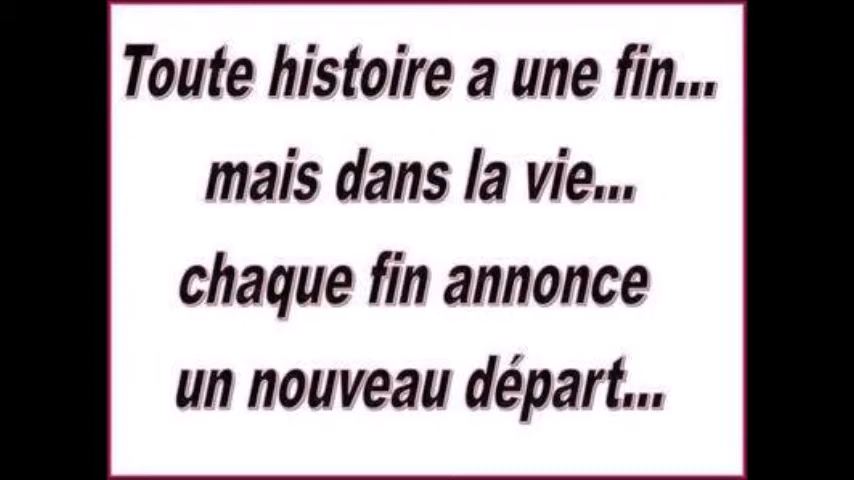 Toute histoire a une fin...
mais dans la vie...
chaque fin annonce
un nouveau départ...